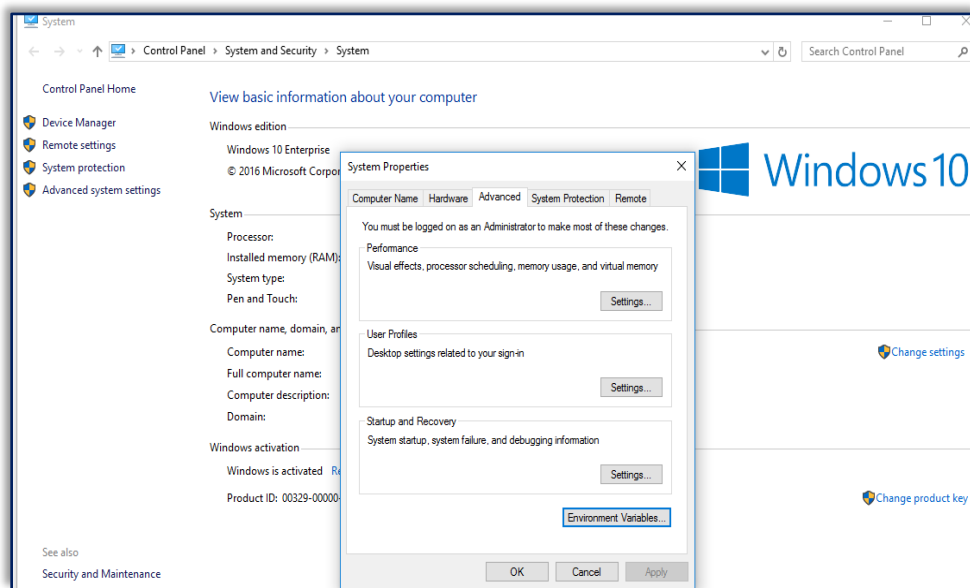 System
Control Panel > System and Security > System
Search Control Panel
Control Panel Home
Device Manager
Remote settings
System protection
Advanced system settings
See also
Security and Maintenance
View basic information about your computer
Windows edition
Windows 10 Enterprise
© 2016 Microsoft Corpor
Windows 10
System
Processor:
Installed memory (RAM):
System type:
Pen and Touch:
Computer name, domain, an
Computer name:
Full computer name:
Computer description:
Domain:
Change settings
Windows activation
Windows is activated Re
Product ID: 00329-00000-
Change product key
System Properties
Computer Name Hardware Advanced System Protection Remote
You must be logged on as an Administrator to make most of these changes.
Performance
Visual effects, processor scheduling, memory usage, and virtual memory
Settings...
User Profiles
Desktop settings related to your sign-in
Settings...
Startup and Recovery
System startup, system failure, and debugging information
Settings...
Environment Variables...
OK Cancel Apply